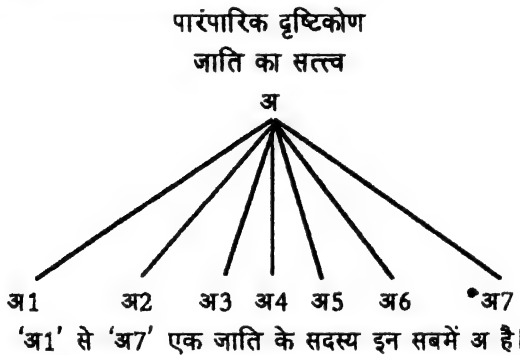 पारंपारिक दृष्टिकोण
जाति का सत्त्व
अ
अ1 अ2 अ3 अ4 अ5 अ6 अ7
'अ1' से 'अ7' एक जाति के सदस्य इन सबमें अ है।